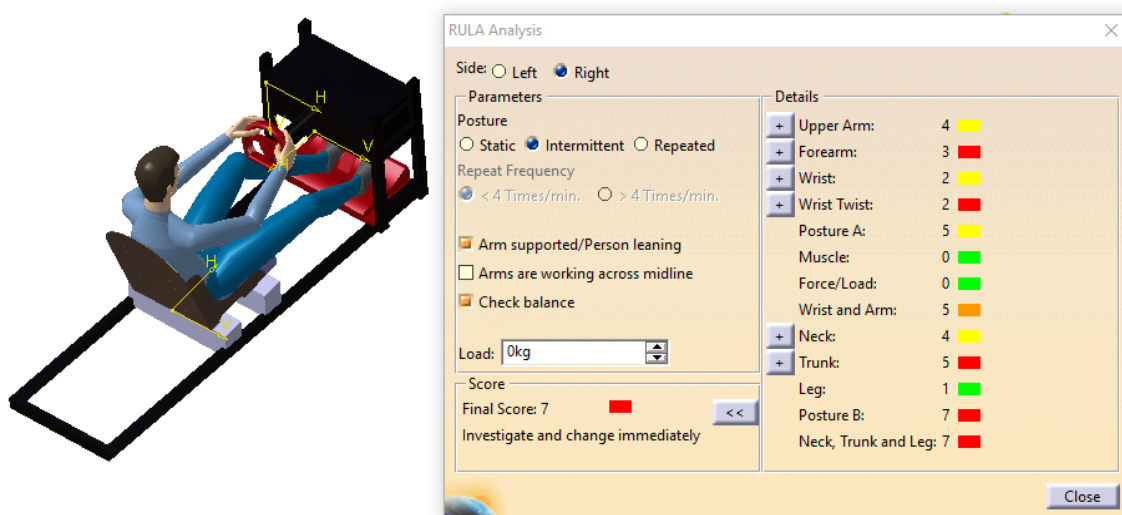 RULA Analysis
Side: Left Right
Parameters
Posture
Static Intermittent Repeated
Repeat Frequency
< 4 Times/min. > 4 Times/min.
Arm supported/Person leaning
Arms are working across midline
Check balance
Load: 0kg
Score
Final Score: 7 <<
Investigate and change immediately
Details
+ Upper Arm: 4
+ Forearm: 3
+ Wrist: 2
+ Wrist Twist: 2
Posture A: 5
Muscle: 0
Force/Load: 0
Wrist and Arm: 5
+ Neck: 4
+ Trunk: 5
Leg: 1
Posture B: 7
Neck, Trunk and Leg: 7
Close
H
V
H
V